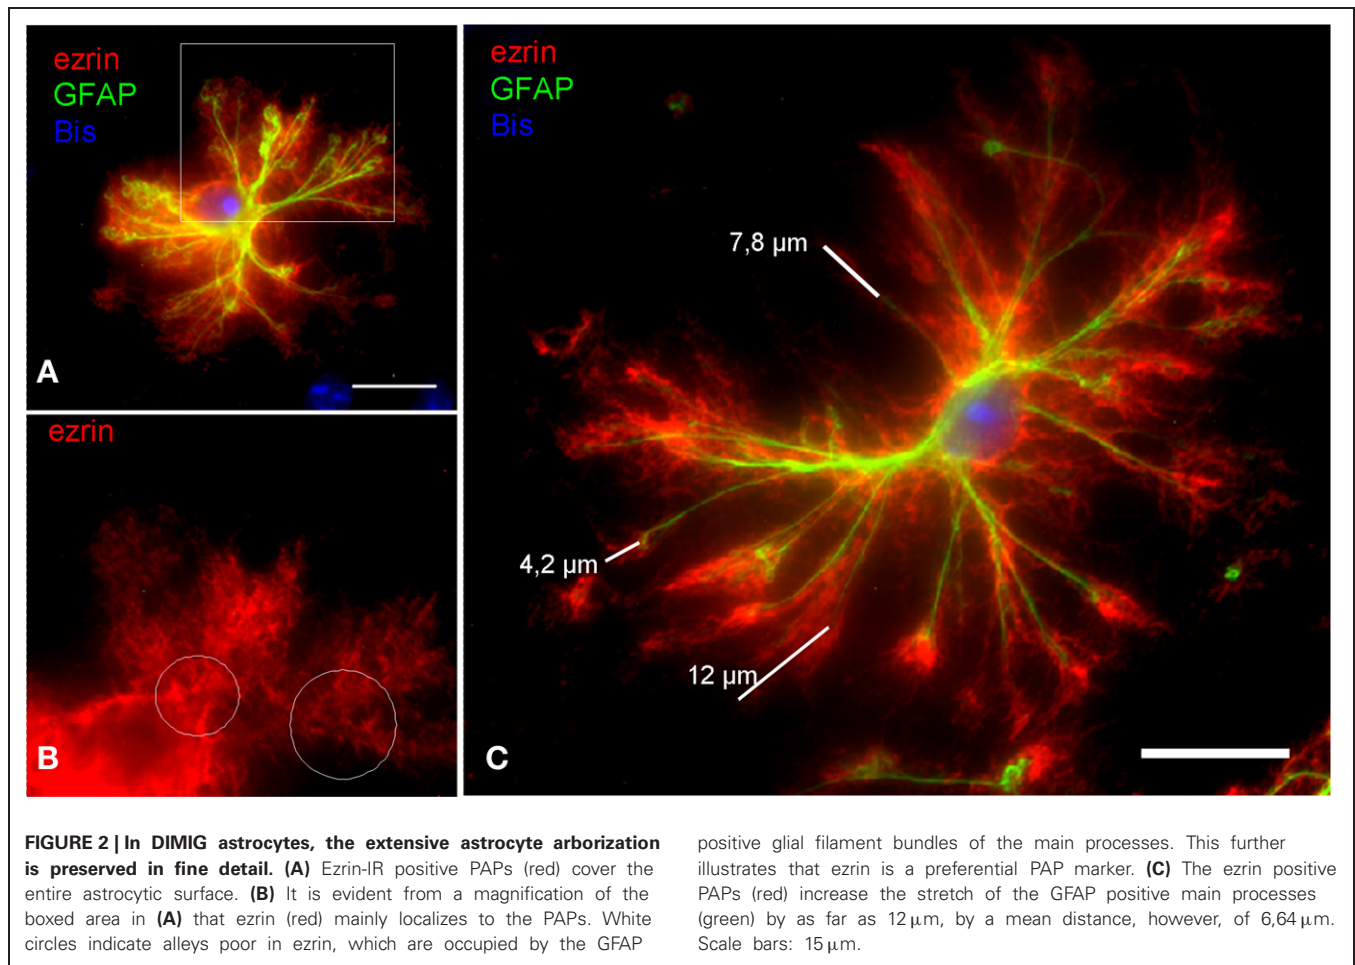 ezrin
GFAP
Bis
A
ezrin
B
ezrin
GFAP
Bis
7,8 µm
4,2 µm
12 µm
C
FIGURE 2 | In DIMIG astrocytes, the extensive astrocyte arborization
is preserved in fine detail. (A) Ezrin-IR positive PAPs (red) cover the
entire astrocytic surface. (B) It is evident from a magnification of the
boxed area in (A) that ezrin (red) mainly localizes to the PAPs. White
circles indicate alleys poor in ezrin, which are occupied by the GFAP
positive glial filament bundles of the main processes. This further
illustrates that ezrin is a preferential PAP marker. (C) The ezrin positive
PAPs (red) increase the stretch of the GFAP positive main processes
(green) by as far as 12 µm, by a mean distance, however, of 6,64 µm.
Scale bars: 15 µm.